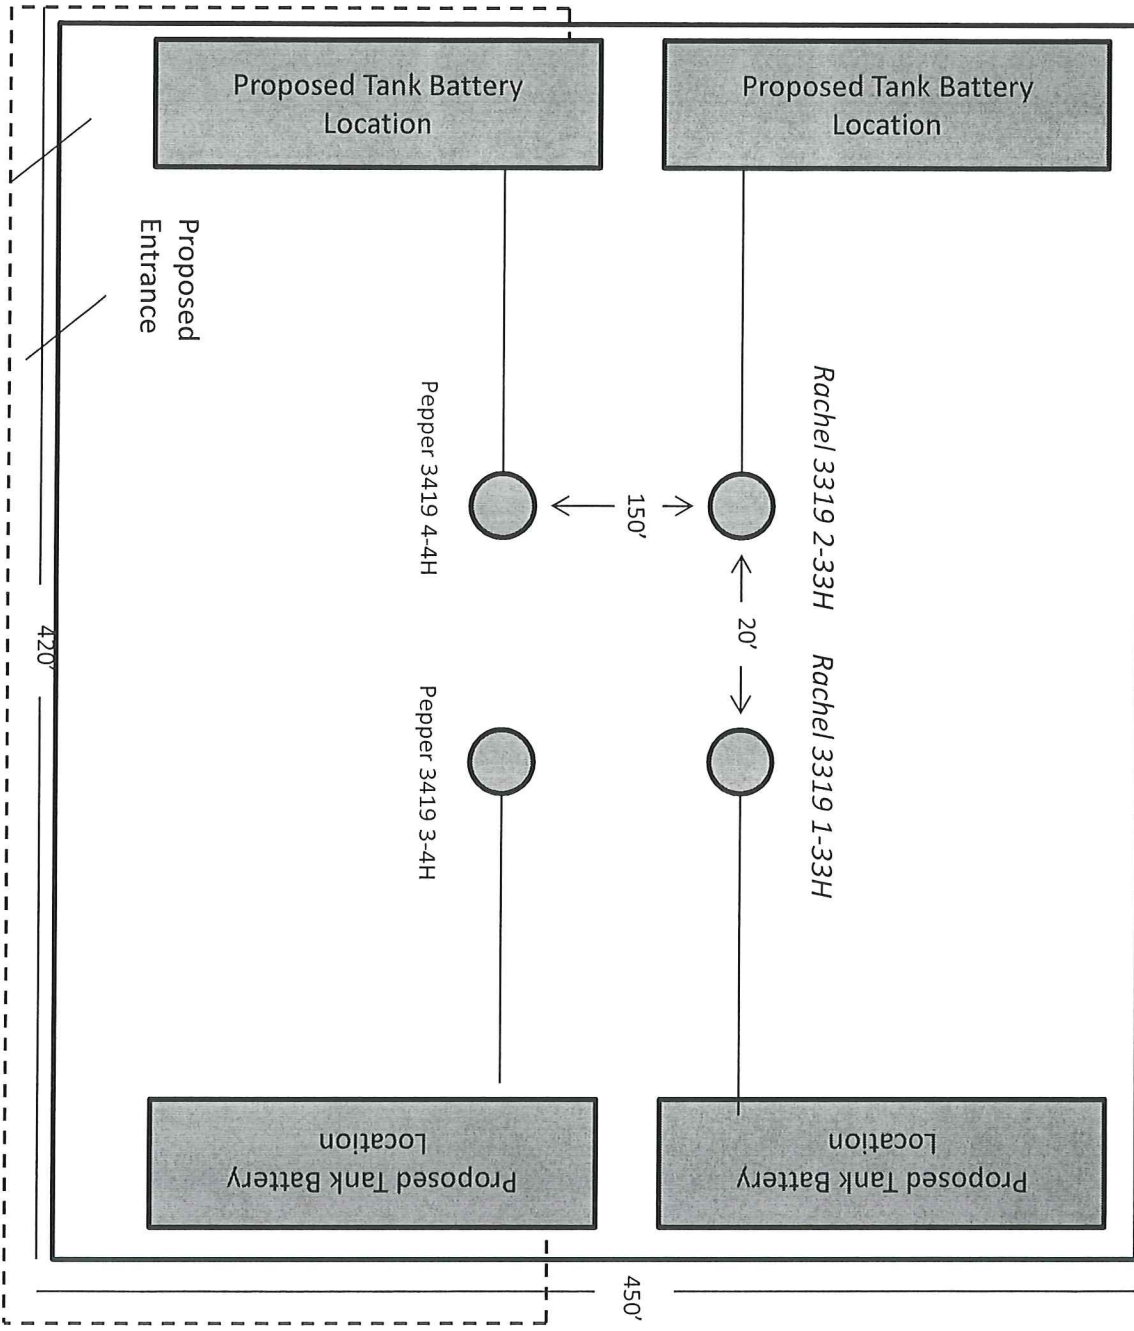 Proposed Tank Battery
Location
Proposed Tank Battery
Location
Proposed
Entrance
Rachel 3319 2-33H
Rachel 3319 1-33H
Pepper 3419 4-4H
150’
20’
Pepper 3419 3-4H
420’
Proposed Tank Battery
Location
Proposed Tank Battery
Location
450’